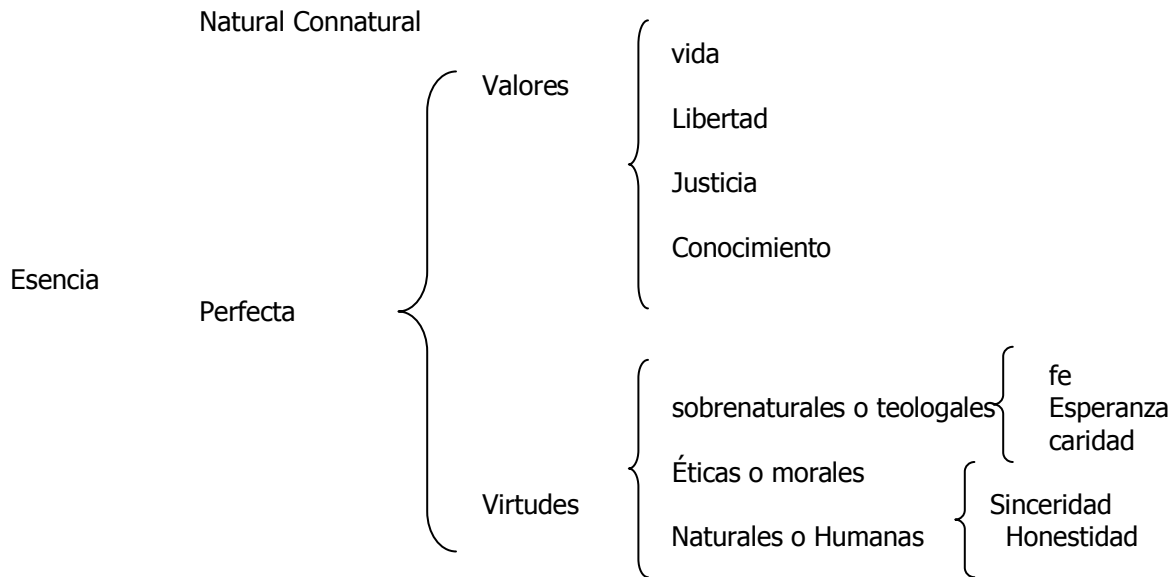 Natural Connatural
Valores
vida
Libertad
Justicia
Conocimiento
Esencia
Perfecta
Virtudes
sobrenaturales o teologales
fe
Esperanza
caridad
Éticas o morales
Naturales o Humanas
Sinceridad
Honestidad